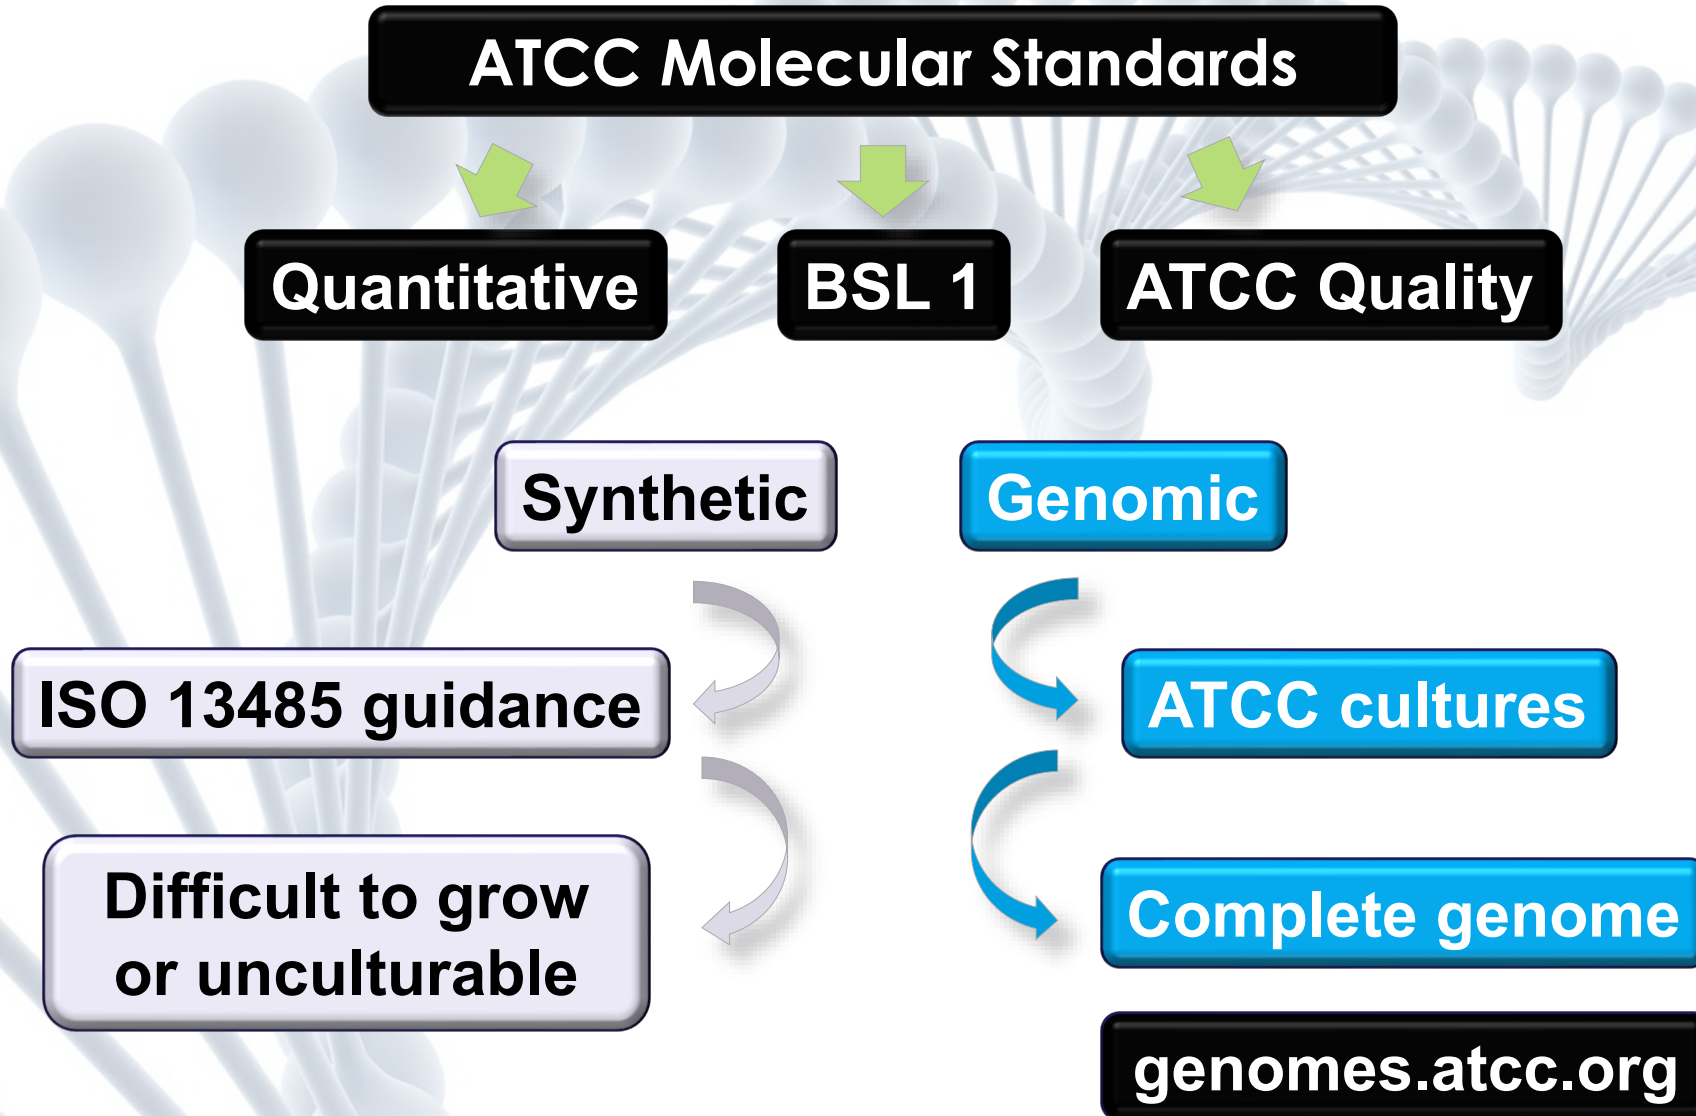 ATCC Molecular Standards
Quantitative
BSL 1
ATCC Quality
Synthetic
Genomic
ISO 13485 guidance
ATCC cultures
Difficult to grow
or unculturable
Complete genome
genomes.atcc.org